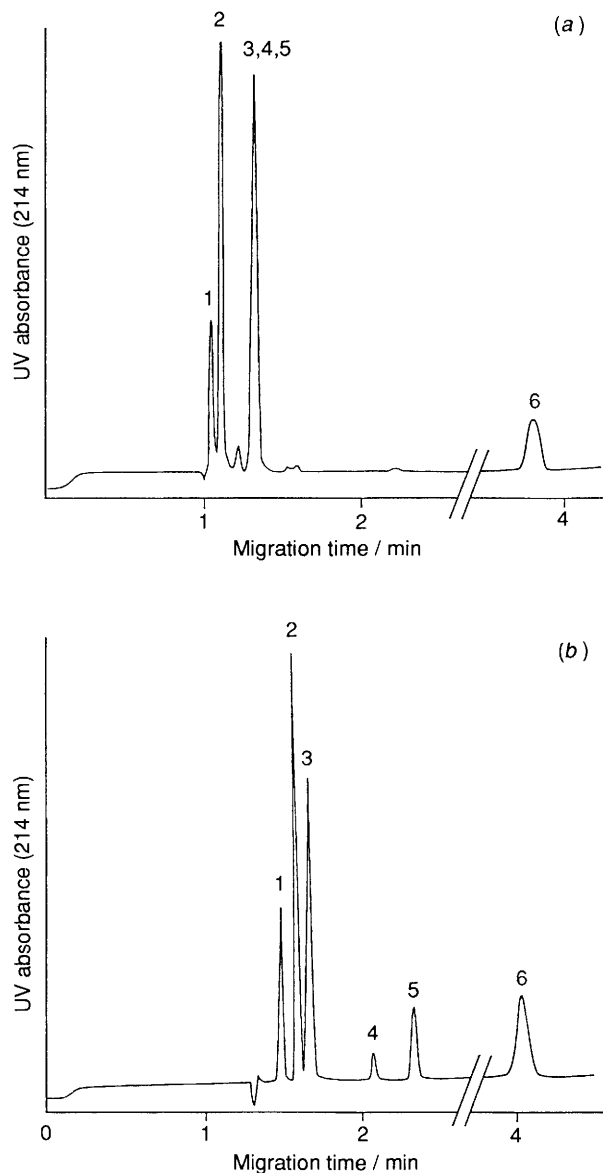 (a)
2
3,4,5
1
6
UV absorbance (214 nm)
1 2 4
Migration time / min
(b)
2
3
1
4
5
6
UV absorbance (214 nm)
0 1 2 4
Migration time / min